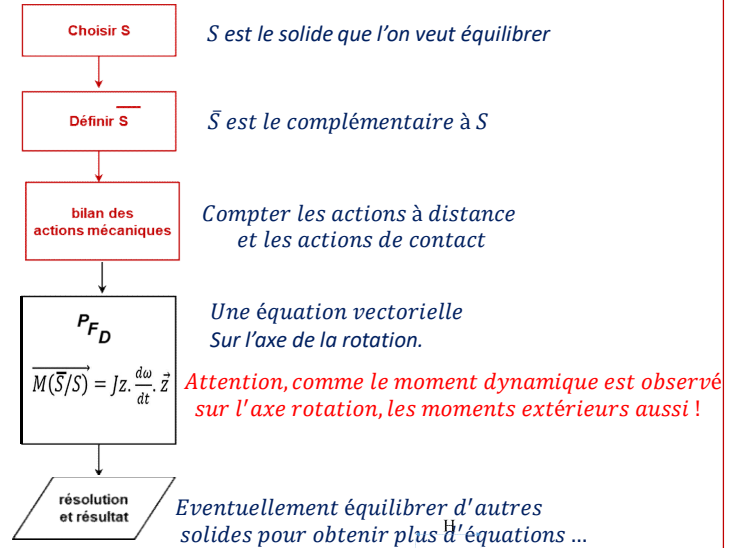 Choisir S
S est le solide que l’on veut équilibrer
Définir S̅
S̄ est le complémentaire à S
bilan des
actions mécaniques
Compter les actions à distance
et les actions de contact
P_F_D
Une équation vectorielle
Sur l’axe de la rotation.
M(S̄/S) = Jz. dω/dt . z⃗
Attention, comme le moment dynamique est observé
sur l'axe rotation, les moments extérieurs aussi !
résolution
et résultat
Eventuellement équilibrer d'autres
solides pour obtenir plus d'équations …
H